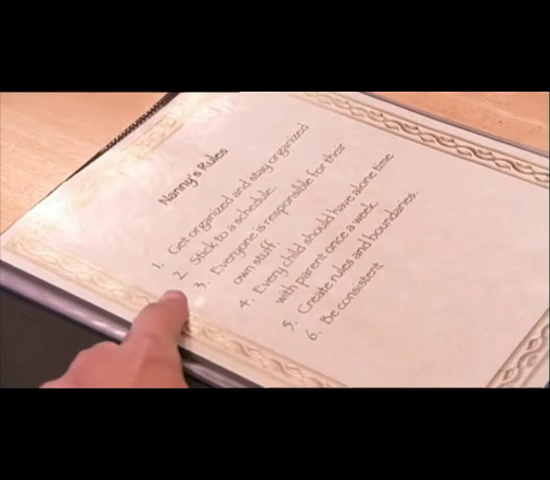 Nanny's Rules
1. Get organized and stay organized
2. Stick to a schedule.
3. Everyone is responsible for their
own stuff.
4. Every child should have alone time
with parent once a week.
5. Create rules and boundaries.
6. Be consistent